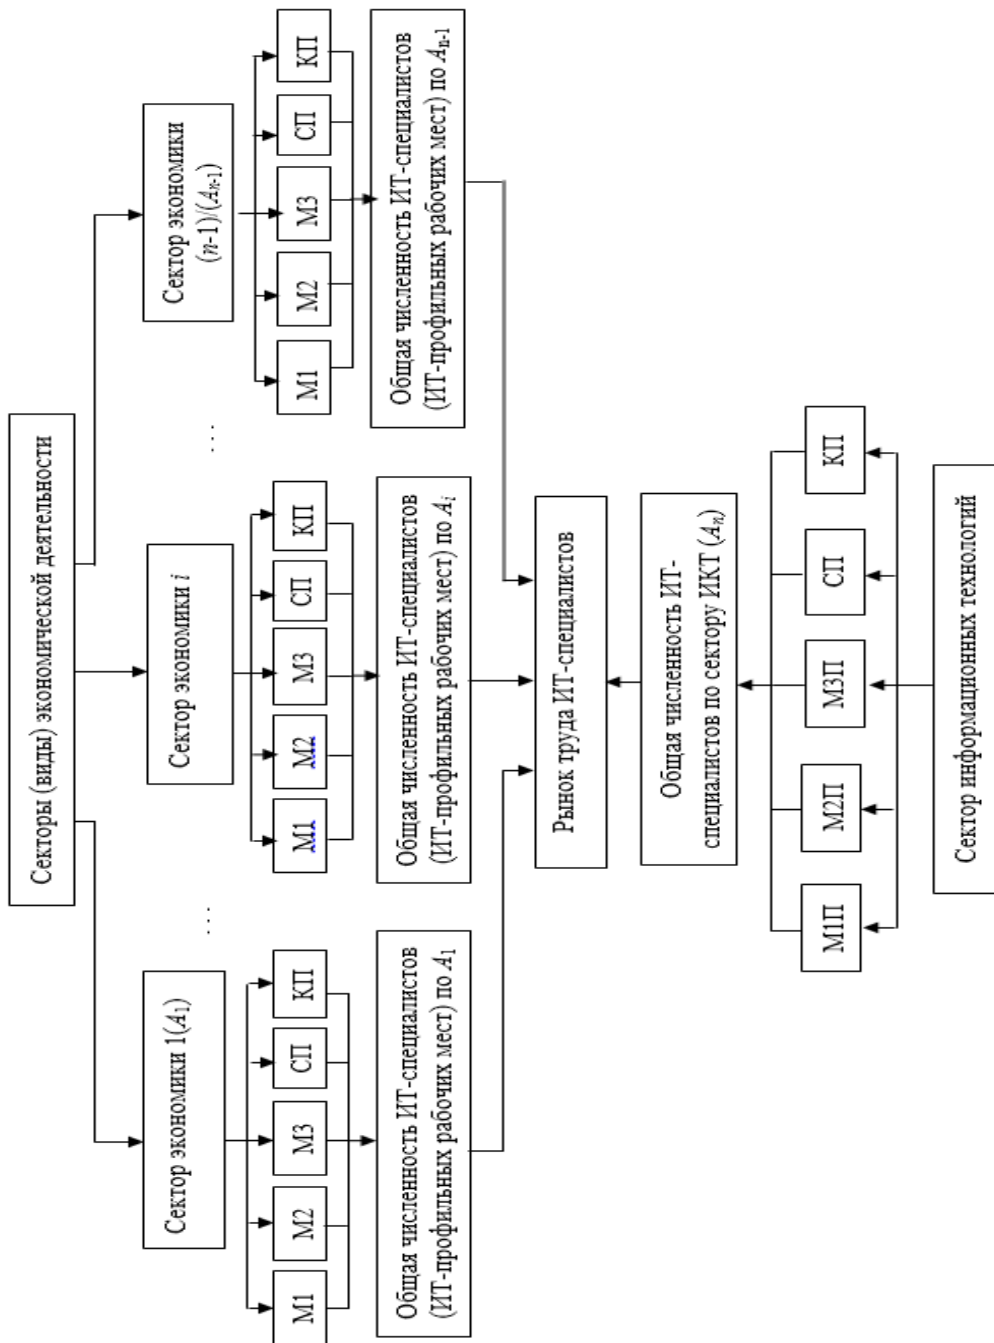 Секторы (виды) экономической деятельности
Сектор экономики 1(A₁)
. . .
Сектор экономики i
. . .
Сектор экономики
(n-1)/(Aₙ₋₁)
М1
М2
М3
СП
КП
М1
М2
М3
СП
КП
М1
М2
М3
СП
КП
Общая численность ИТ-специалистов
(ИТ-профильных рабочих мест) по A₁
Общая численность ИТ-специалистов
(ИТ-профильных рабочих мест) по Aᵢ
Общая численность ИТ-специалистов
(ИТ-профильных рабочих мест) по Aₙ₋₁
Рынок труда ИТ-специалистов
Общая численность ИТ-
специалистов по сектору ИКТ (Aₙ)
М1П
М2П
М3П
СП
КП
Сектор информационных технологий